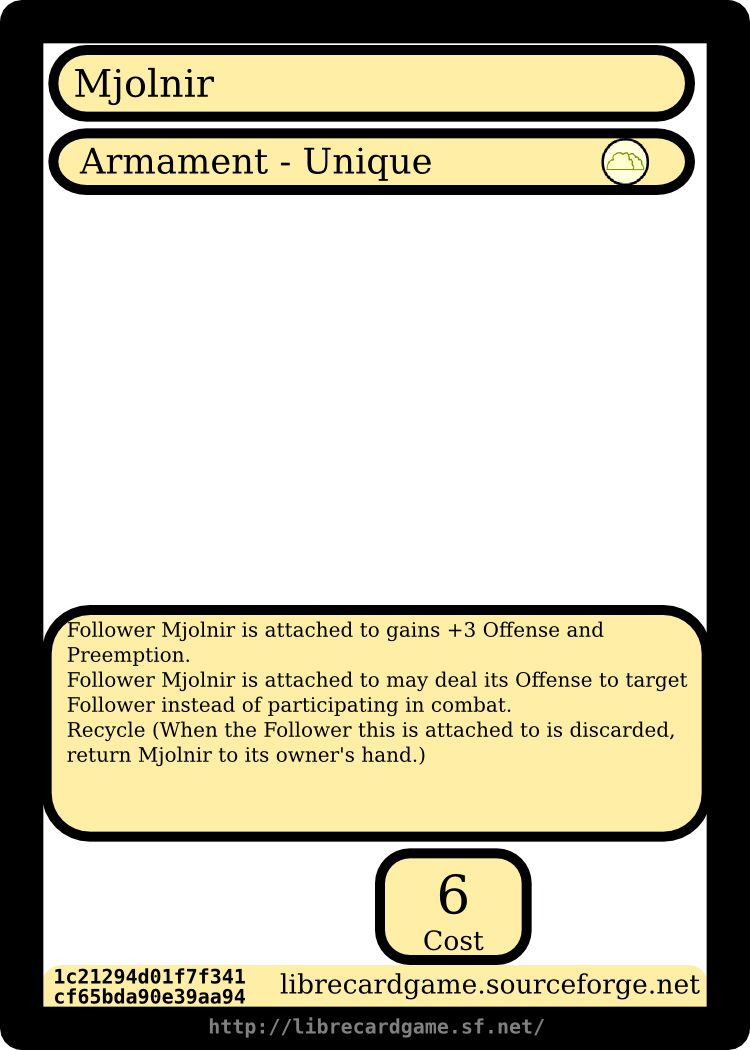 Mjolnir
Armament - Unique
Follower Mjolnir is attached to gains +3 Offense and
Preemption.
Follower Mjolnir is attached to may deal its Offense to target
Follower instead of participating in combat.
Recycle (When the Follower this is attached to is discarded,
return Mjolnir to its owner's hand.)
6
Cost
1c21294d01f7f341
cf65bda90e39aa94
librecardgame.sourceforge.net
http://librecardgame.sf.net/